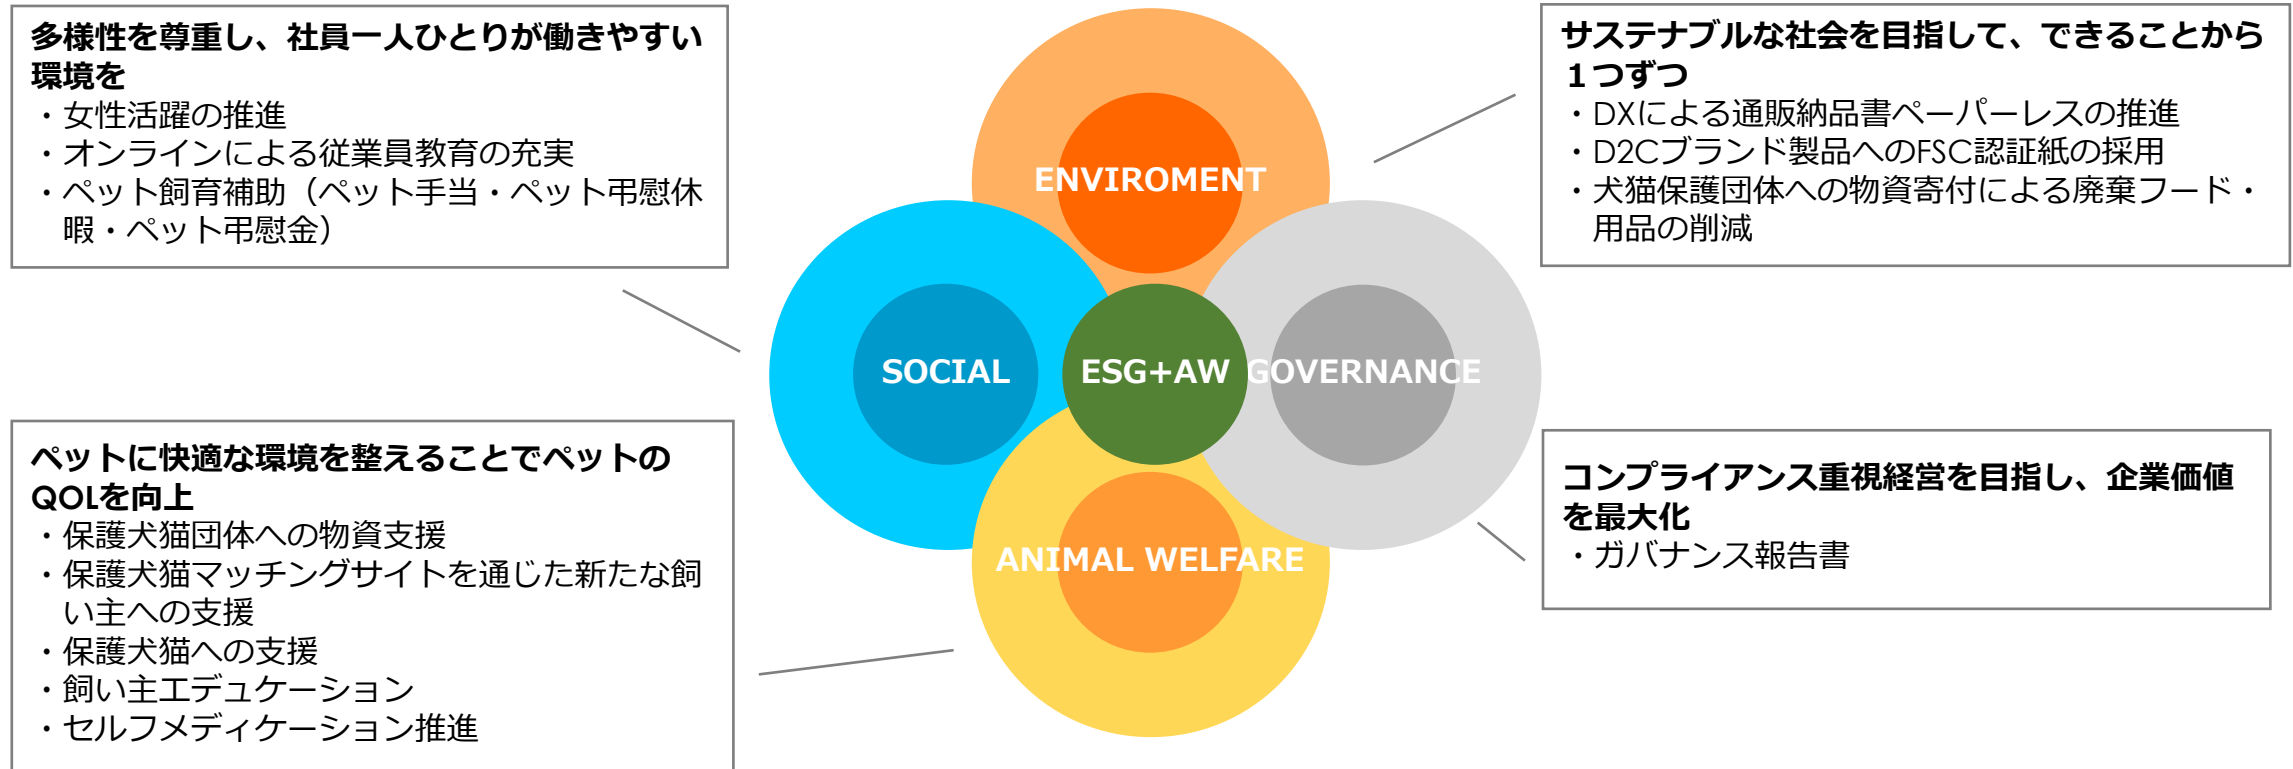 多様性を尊重し、社員一人ひとりが働きやすい
環境を
・女性活躍の推進
・オンラインによる従業員教育の充実
・ペット飼育補助（ペット手当・ペット弔慰休
暇・ペット弔慰金）
サステナブルな社会を目指して、できることから
１つずつ
・DXによる通販納品書ペーパーレスの推進
・D2Cブランド製品へのFSC認証紙の採用
・犬猫保護団体への物資寄付による廃棄フード・
用品の削減
ENVIROMENT
SOCIAL
ESG+AW
GOVERNANCE
ANIMAL WELFARE
ペットに快適な環境を整えることでペットの
QOLを向上
・保護犬猫団体への物資支援
・保護犬猫マッチングサイトを通じた新たな飼
い主への支援
・保護犬猫への支援
・飼い主エデュケーション
・セルフメディケーション推進
コンプライアンス重視経営を目指し、企業価値
を最大化
・ガバナンス報告書